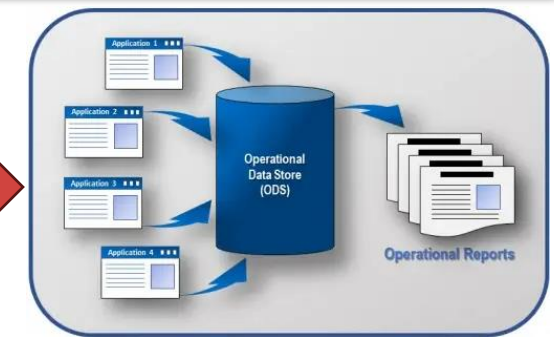 Application 1
Application 2
Application 3
Application 4
Operational
Data Store
(ODS)
Operational Reports